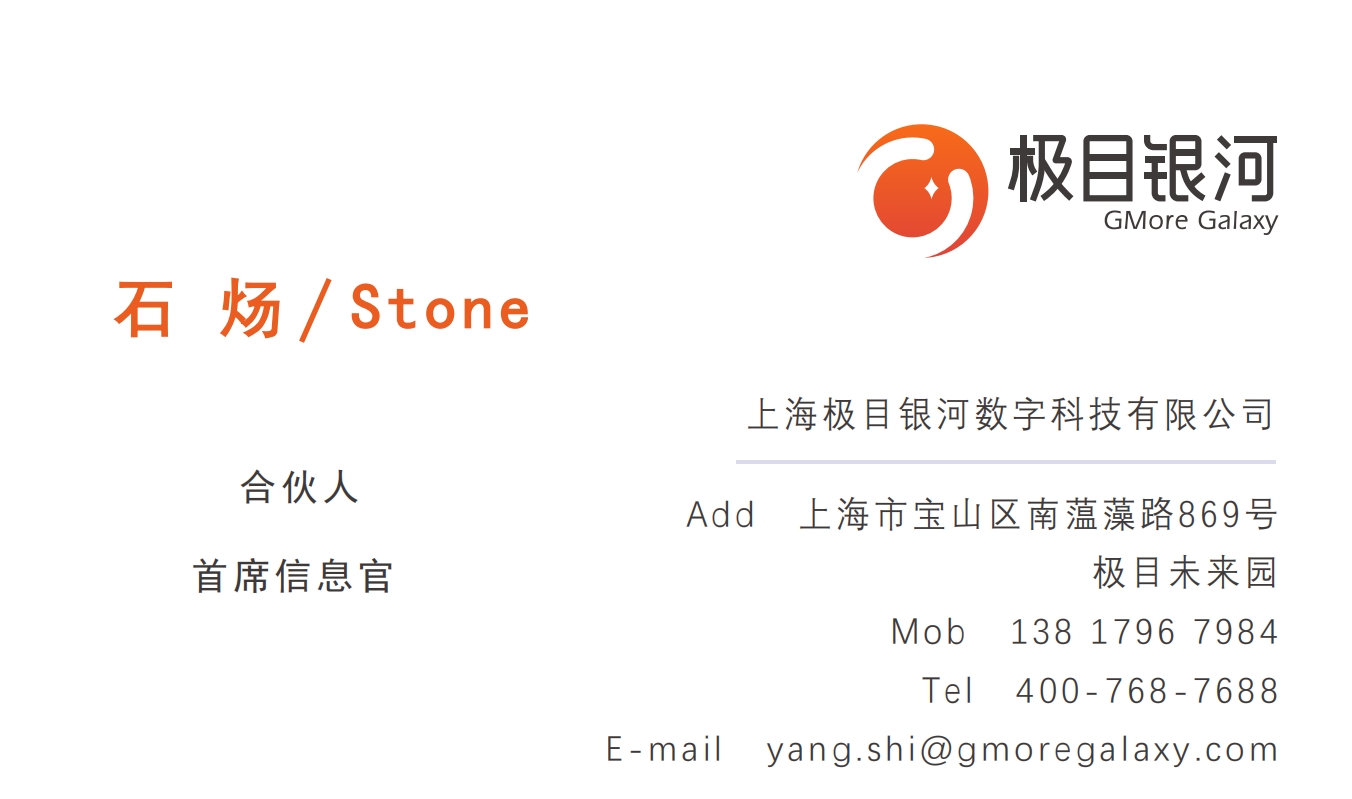 极目银河
GMore Galaxy
石 炀/Stone
合伙人
首席信息官
上海极目银河数字科技有限公司
Add 上海市宝山区南蕰藻路869号
极目未来园
Mob 138 1796 7984
Tel 400-768-7688
E-mail yang.shi@gmoregalaxy.com